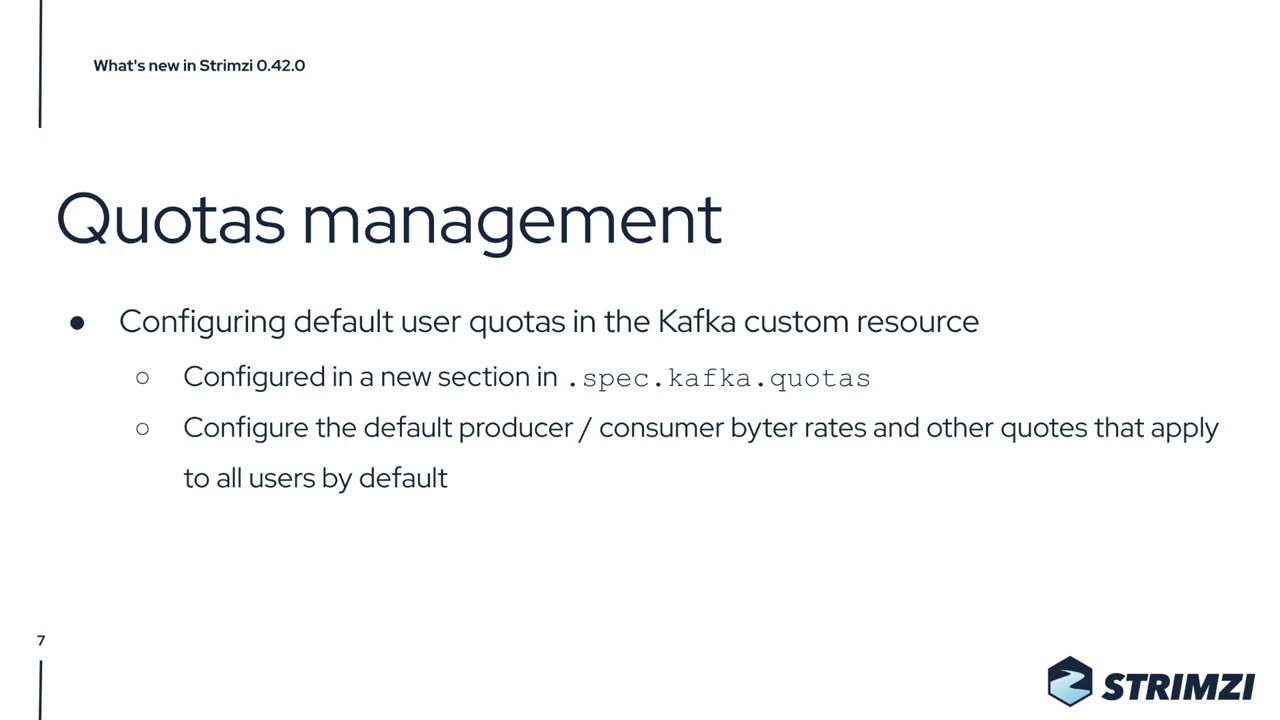 What's new in Strimzi 0.42.0
Quotas management
● Configuring default user quotas in the Kafka custom resource
○ Configured in a new section in .spec.kafka.quotas
○ Configure the default producer / consumer byter rates and other quotes that apply
to all users by default
7
STRIMZI